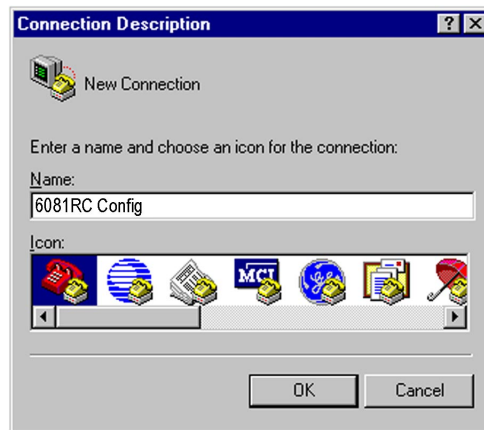 Connection Description
?
New Connection
Enter a name and choose an icon for the connection:
Name:
6081RC Config
Icon:
MCI
OK
Cancel